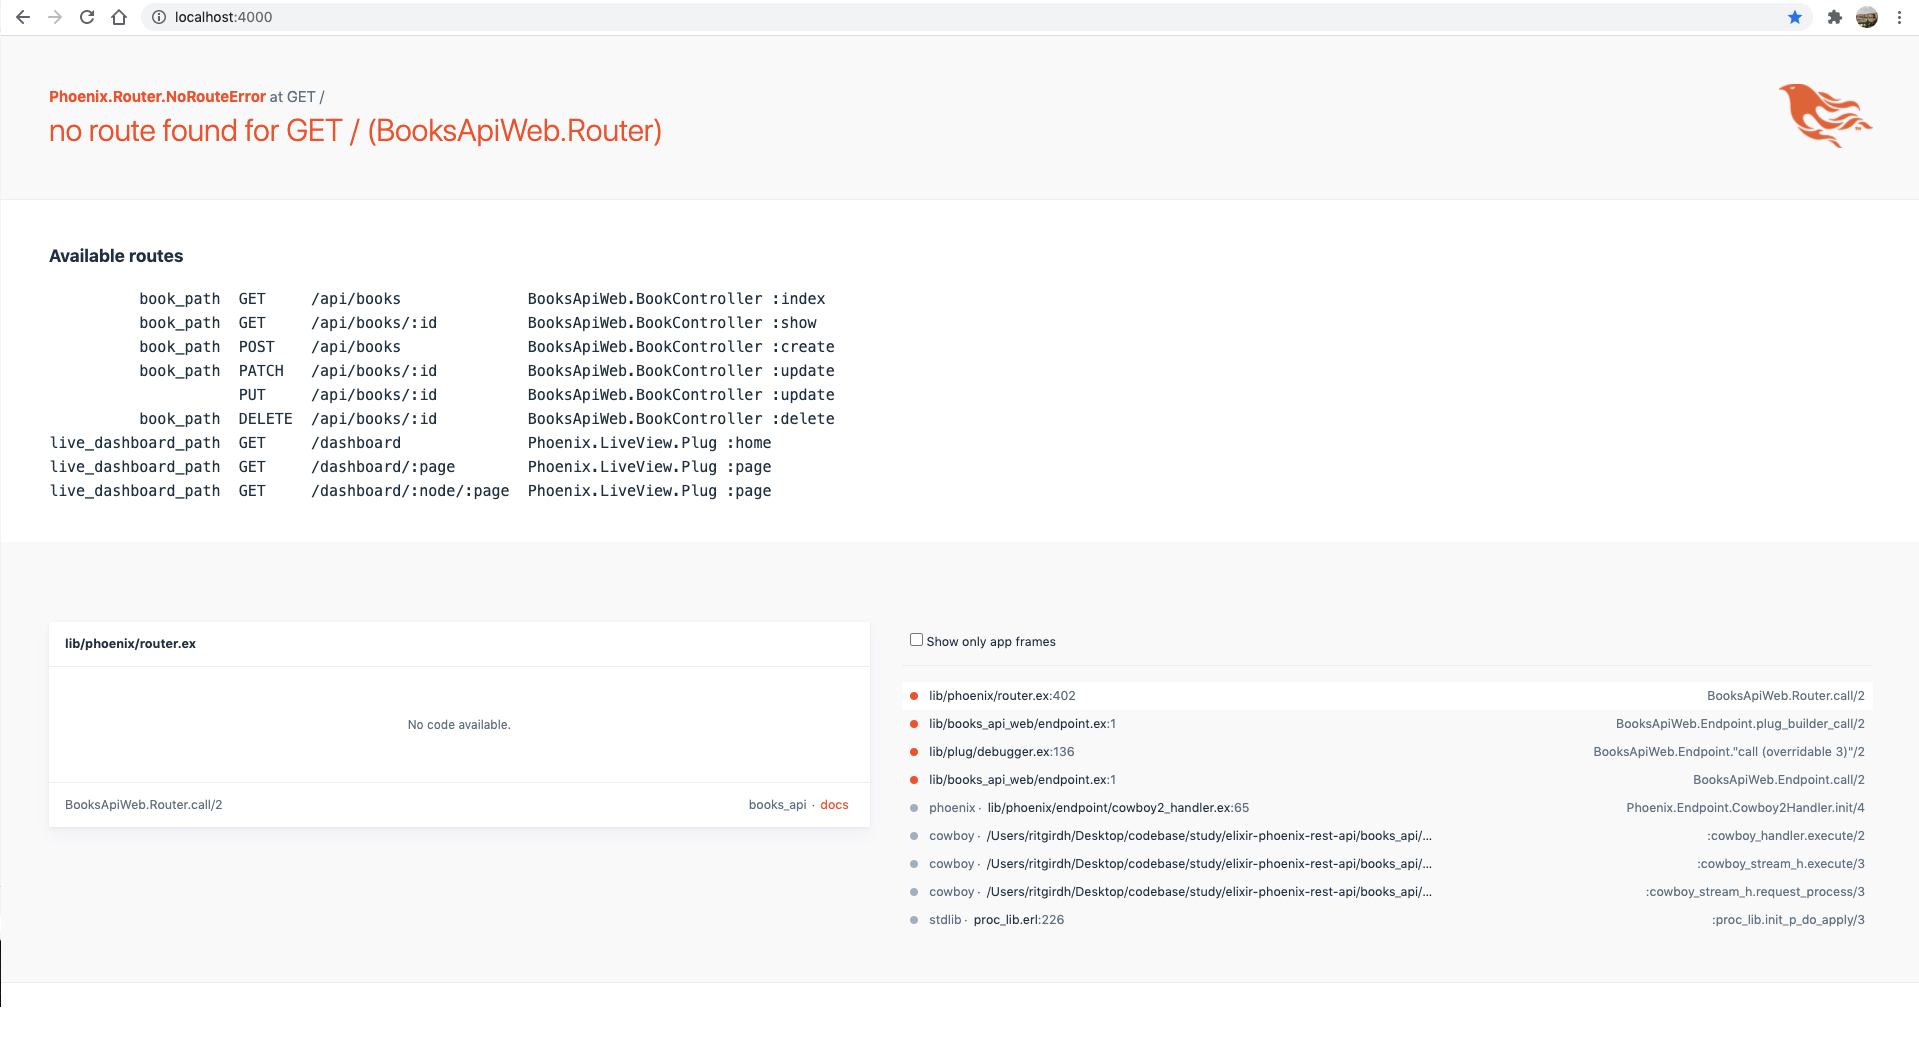 localhost:4000
Phoenix.Router.NoRouteError at GET /
no route found for GET / (BooksApiWeb.Router)
Available routes
book_path GET /api/books BooksApiWeb.BookController :index
book_path GET /api/books/:id BooksApiWeb.BookController :show
book_path POST /api/books BooksApiWeb.BookController :create
book_path PATCH /api/books/:id BooksApiWeb.BookController :update
PUT /api/books/:id BooksApiWeb.BookController :update
book_path DELETE /api/books/:id BooksApiWeb.BookController :delete
live_dashboard_path GET /dashboard Phoenix.LiveView.Plug :home
live_dashboard_path GET /dashboard/:page Phoenix.LiveView.Plug :page
live_dashboard_path GET /dashboard/:node/:page Phoenix.LiveView.Plug :page
lib/phoenix/router.ex
No code available.
BooksApiWeb.Router.call/2 books_api · docs
Show only app frames
lib/phoenix/router.ex:402 BooksApiWeb.Router.call/2
lib/books_api_web/endpoint.ex:1 BooksApiWeb.Endpoint.plug_builder_call/2
lib/plug/debugger.ex:136 BooksApiWeb.Endpoint."call (overridable 3)"/2
lib/books_api_web/endpoint.ex:1 BooksApiWeb.Endpoint.call/2
phoenix · lib/phoenix/endpoint/cowboy2_handler.ex:65 Phoenix.Endpoint.Cowboy2Handler.init/4
cowboy · /Users/ritgirdh/Desktop/codebase/study/elixir-phoenix-rest-api/books_api/... :cowboy_handler.execute/2
cowboy · /Users/ritgirdh/Desktop/codebase/study/elixir-phoenix-rest-api/books_api/... :cowboy_stream_h.execute/3
cowboy · /Users/ritgirdh/Desktop/codebase/study/elixir-phoenix-rest-api/books_api/... :cowboy_stream_h.request_process/3
stdlib · proc_lib.erl:226 :proc_lib.init_p_do_apply/3